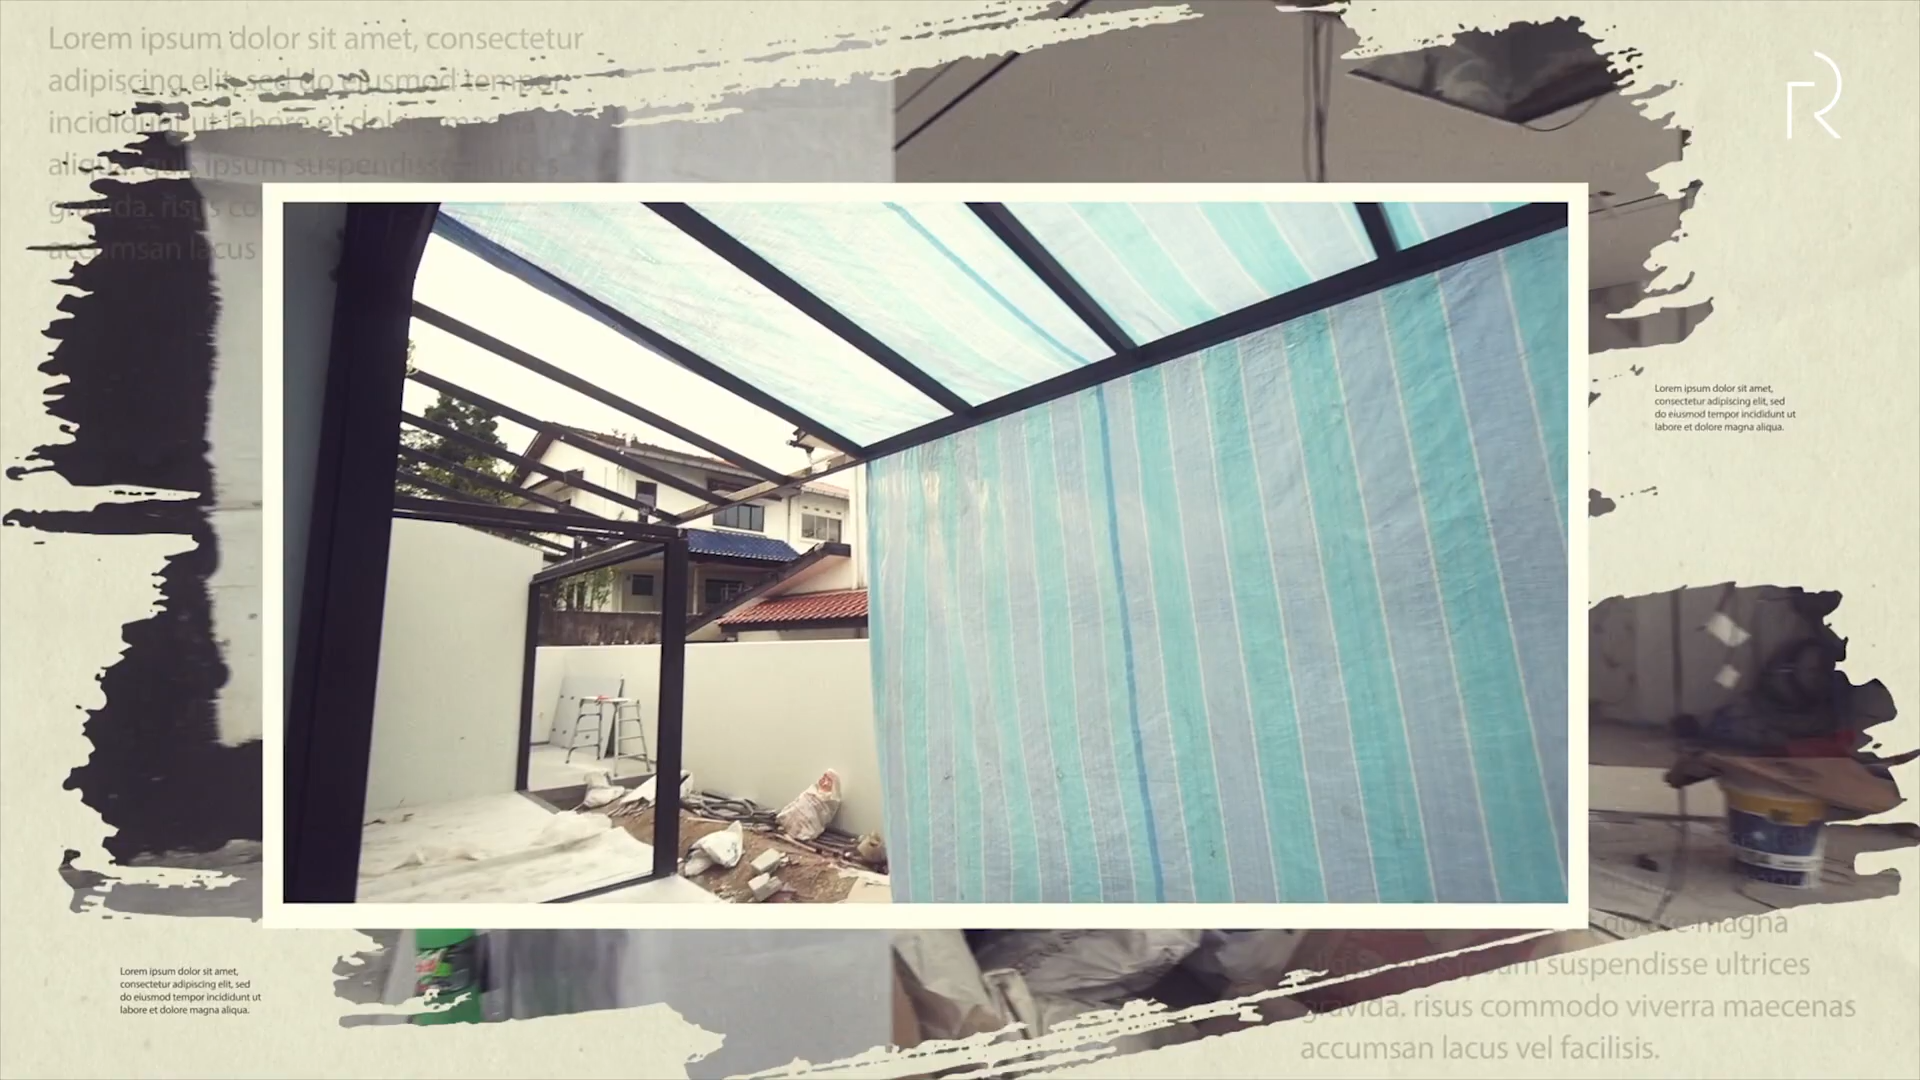 Lorem ipsum dolor sit amet, consectetur
adipiscing elit, sed do eiusmod tempor
incididunt ut labore et dolore magna
aliqua. quis ipsum suspendisse ultrices
gravida. risus co
accumsan lacus
R
Lorem ipsum dolor sit amet,
consectetur adipiscing elit, sed
do eiusmod tempor incididunt ut
labore et dolore magna aliqua.
Lorem ipsum dolor sit amet,
consectetur adipiscing elit, sed
do eiusmod tempor incididunt ut
labore et dolore magna aliqua.
dolore magna
aliqua. quis ipsum suspendisse ultrices
gravida. risus commodo viverra maecenas
accumsan lacus vel facilisis.